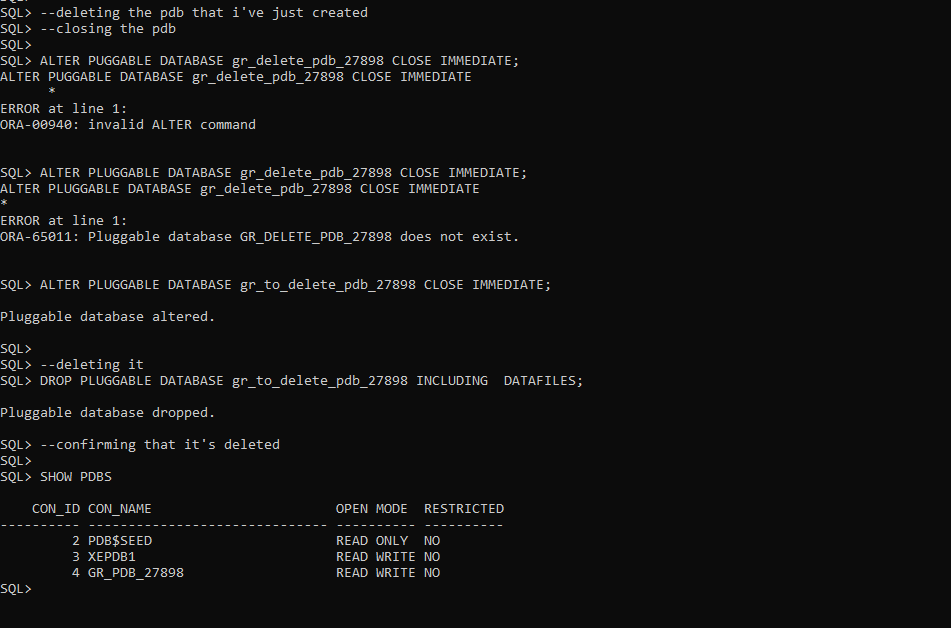 SQL> --deleting the pdb that i've just created
SQL> --closing the pdb
SQL>
SQL> ALTER PUGGABLE DATABASE gr_delete_pdb_27898 CLOSE IMMEDIATE;
ALTER PUGGABLE DATABASE gr_delete_pdb_27898 CLOSE IMMEDIATE
      *
ERROR at line 1:
ORA-00940: invalid ALTER command
SQL> ALTER PLUGGABLE DATABASE gr_delete_pdb_27898 CLOSE IMMEDIATE;
ALTER PLUGGABLE DATABASE gr_delete_pdb_27898 CLOSE IMMEDIATE
*
ERROR at line 1:
ORA-65011: Pluggable database GR_DELETE_PDB_27898 does not exist.
SQL> ALTER PLUGGABLE DATABASE gr_to_delete_pdb_27898 CLOSE IMMEDIATE;
Pluggable database altered.
SQL>
SQL> --deleting it
SQL> DROP PLUGGABLE DATABASE gr_to_delete_pdb_27898 INCLUDING  DATAFILES;
Pluggable database dropped.
SQL> --confirming that it's deleted
SQL>
SQL> SHOW PDBS
    CON_ID CON_NAME                       OPEN MODE  RESTRICTED
---------- ------------------------------ ---------- ----------
         2 PDB$SEED                       READ ONLY  NO
         3 XEPDB1                         READ WRITE NO
         4 GR_PDB_27898                   READ WRITE NO
SQL>